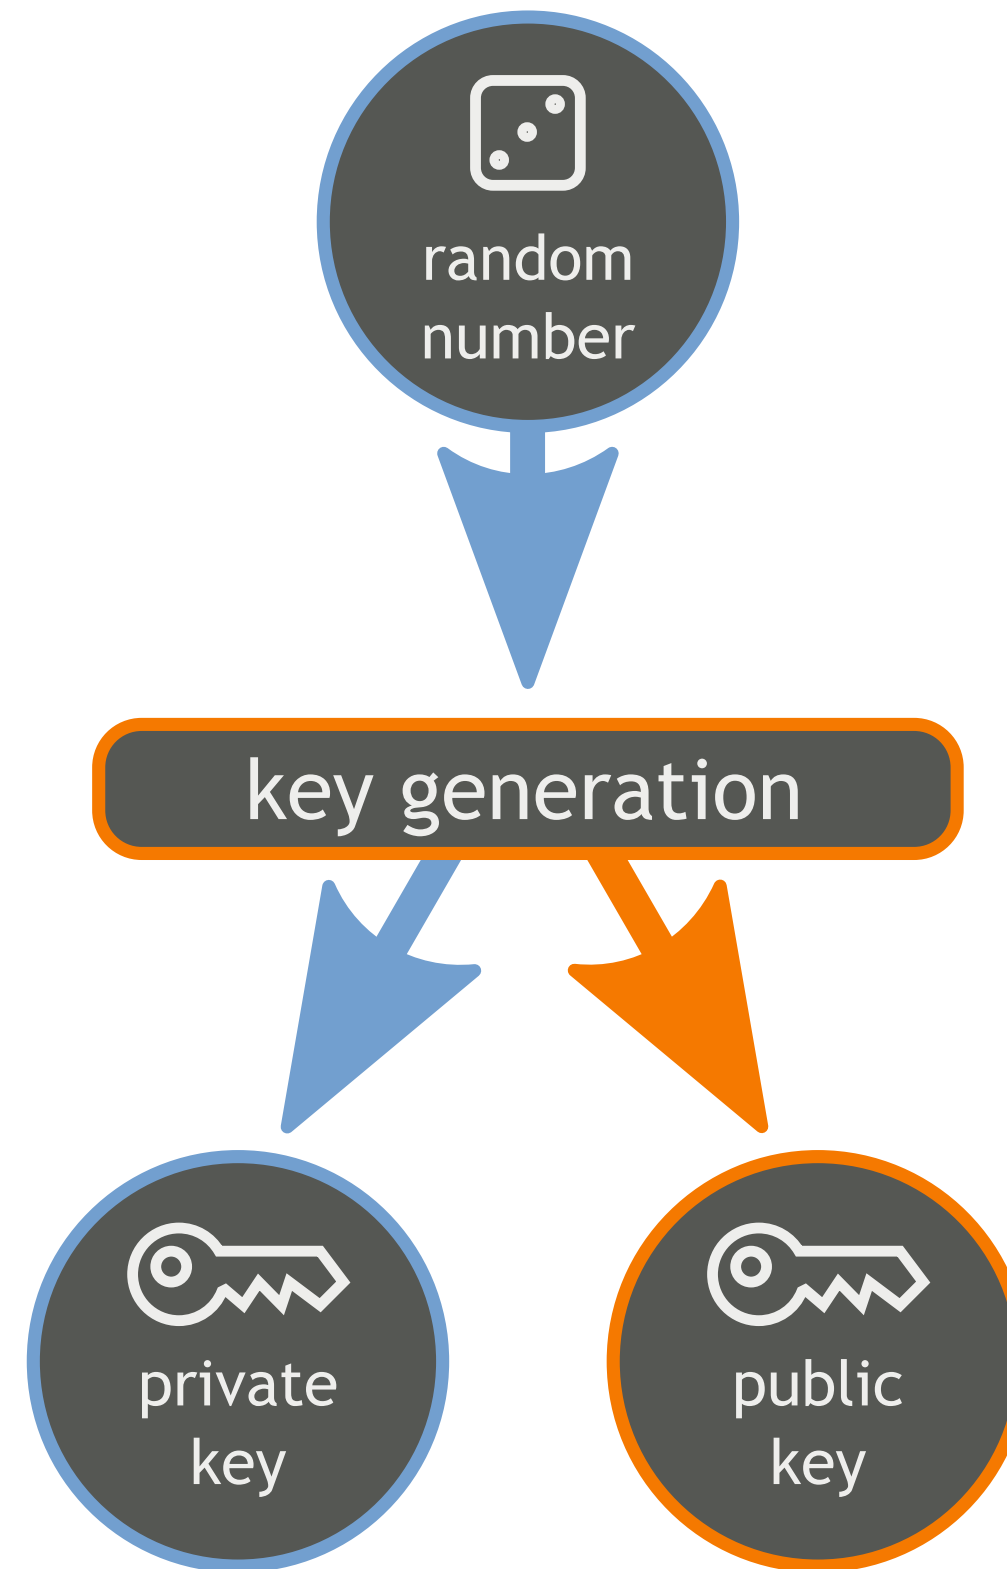 random
number
key generation
private
key
public
key